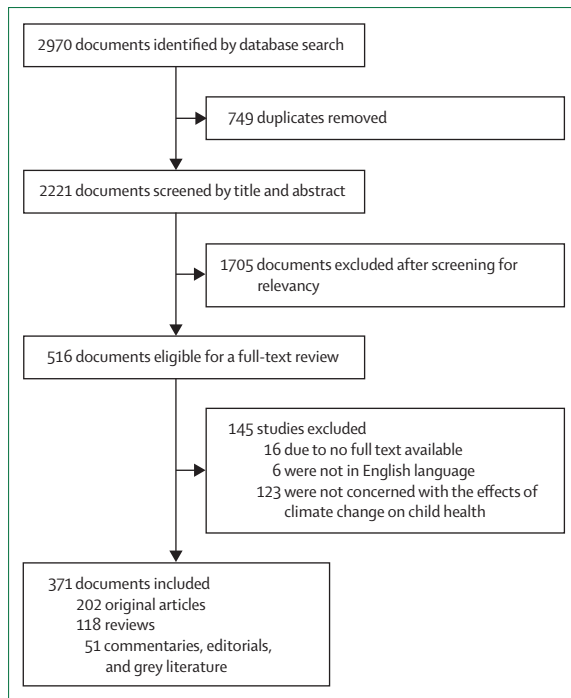 2970 documents identified by database search
749 duplicates removed
2221 documents screened by title and abstract
1705 documents excluded after screening for
relevancy
516 documents eligible for a full-text review
145 studies excluded
16 due to no full text available
6 were not in English language
123 were not concerned with the effects of
climate change on child health
371 documents included
202 original articles
118 reviews
51 commentaries, editorials,
and grey literature